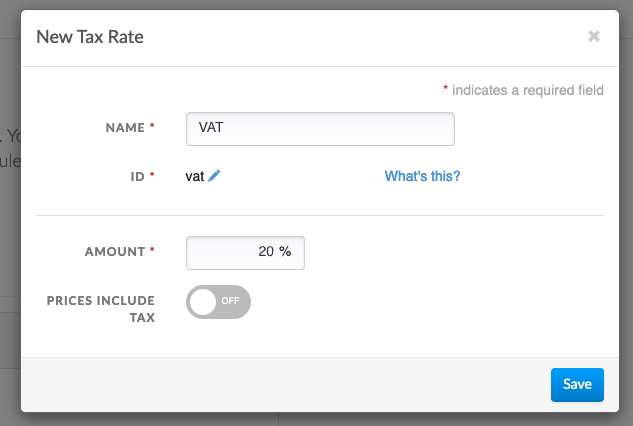 New Tax Rate ×
* indicates a required field
NAME * VAT
ID * vat What's this?
AMOUNT * 20 %
PRICES INCLUDE
TAX
OFF
Save